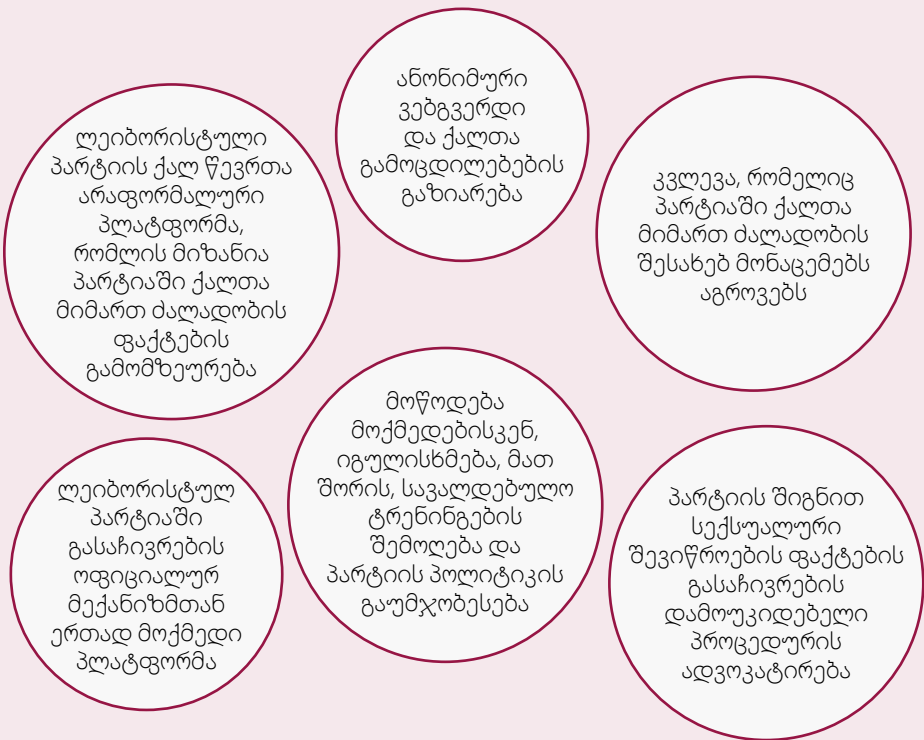 ლეიბორისტული
პარტიის ქალ წევრთა
არაფორმალური
პლატფორმა,
რომლის მიზანია
პარტიაში ქალთა
მიმართ ძალადობის
ფაქტების
გამომზეურება
ანონიმური
ვებგვერდი
და ქალთა
გამოცდილებების
გაზიარება
კვლევა, რომელიც
პარტიაში ქალთა
მიმართ ძალადობის
შესახებ მონაცემებს
აგროვებს
ლეიბორისტულ
პარტიაში
გასაჩივრების
ოფიციალურ
მექანიზმთან
ერთად მოქმედი
პლატფორმა
მოწოდება
მოქმედებისკენ,
იგულისხმება, მათ
შორის, სავალდებულო
ტრენინგების
შემოღება და
პარტიის პოლიტიკის
გაუმჯობესება
პარტიის შიგნით
სექსუალური
შევიწროების ფაქტების
გასაჩივრების
დამოუკიდებელი
პროცედურის
ადვოკატირება